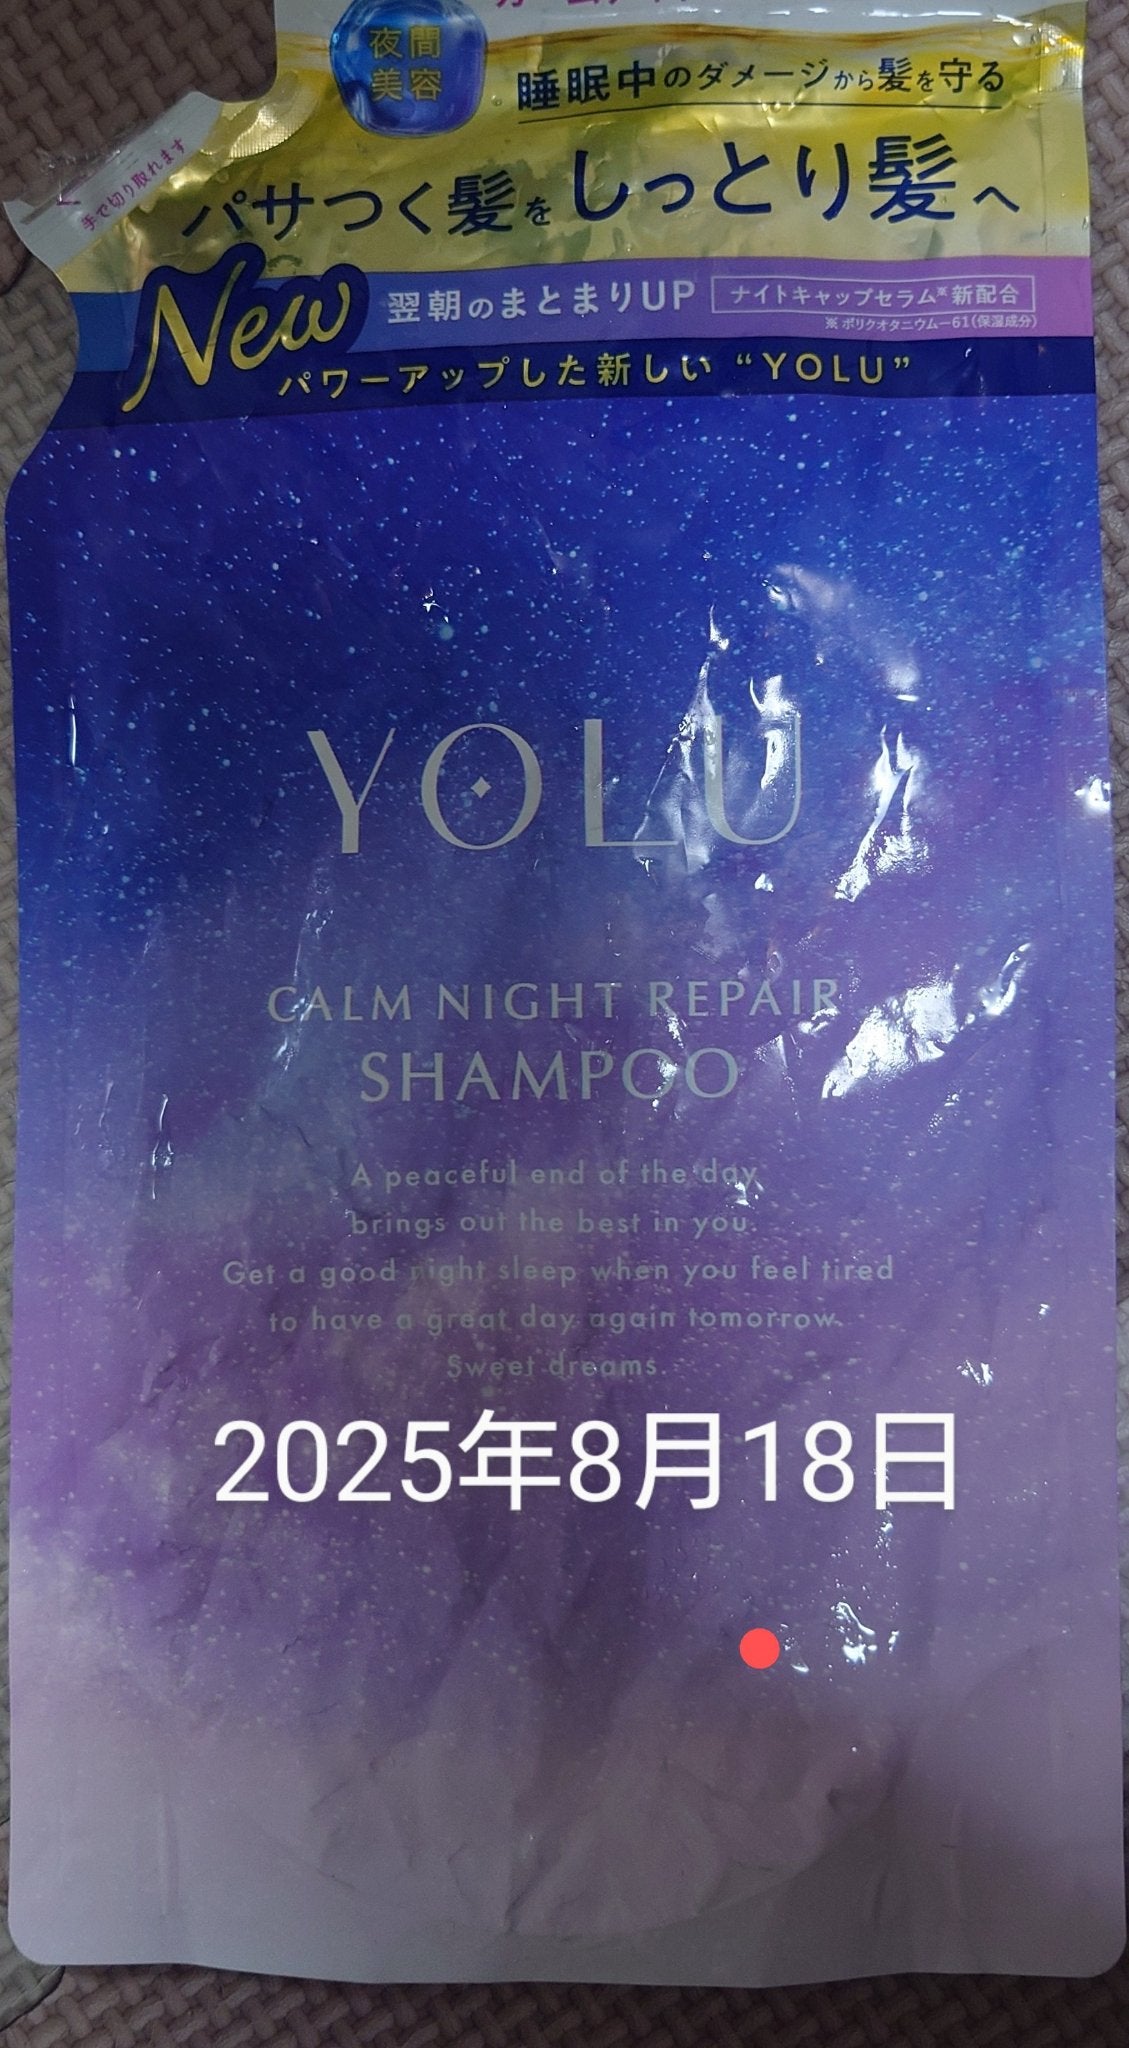 夜間
美容
睡眠中のダメージから髪を守る
手で切り取れます
パサつく髪をしっとり髪へ
New
翌朝のまとまりUP ナイトキャップセラム※新配合
※ポリクオタニウム−61(保湿成分)
パワーアップした新しい“YOLU”
YOLU
CALM NIGHT REPAIR
SHAMPOO
A peaceful end of the day
brings out the best in you.
Get a good night sleep when you feel tired
to have a great day again tomorrow.
Sweet dreams.
2025年8月18日